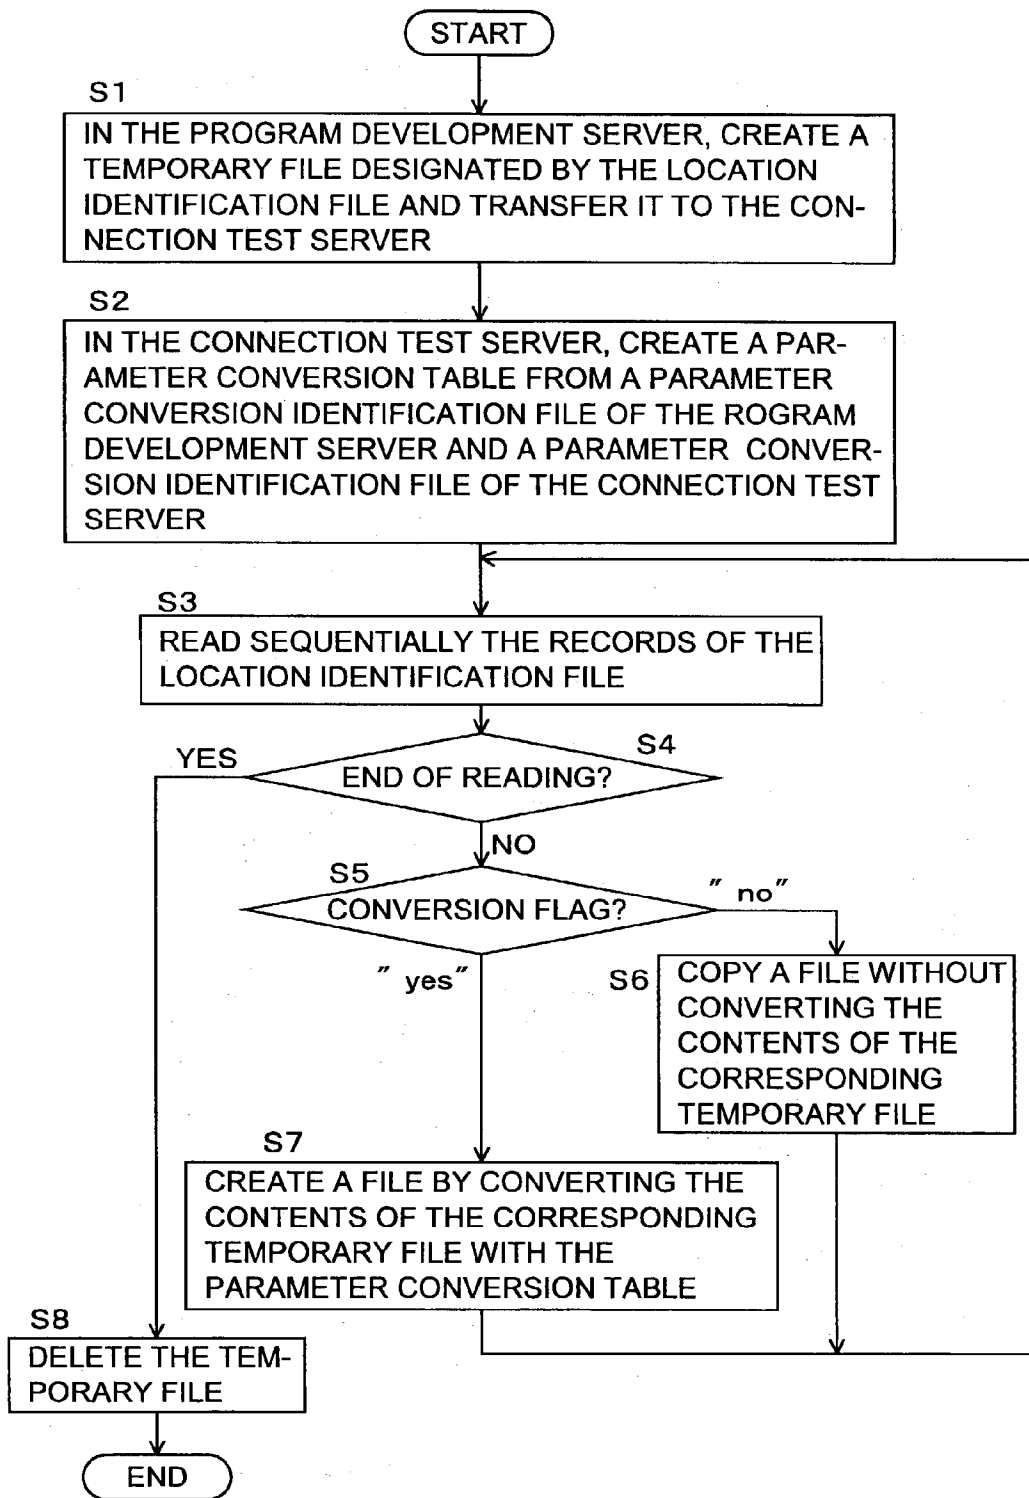 START
S1
IN THE PROGRAM DEVELOPMENT SERVER, CREATE A
TEMPORARY FILE DESIGNATED BY THE LOCATION
IDENTIFICATION FILE AND TRANSFER IT TO THE CON-
NECTION TEST SERVER
S2
IN THE CONNECTION TEST SERVER, CREATE A PAR-
AMETER CONVERSION TABLE FROM A PARAMETER
CONVERSION IDENTIFICATION FILE OF THE ROGRAM
DEVELOPMENT SERVER AND A PARAMETER CONVER-
SION IDENTIFICATION FILE OF THE CONNECTION TEST
SERVER
S3
READ SEQUENTIALLY THE RECORDS OF THE
LOCATION IDENTIFICATION FILE
S4
YES
END OF READING?
NO
S5
CONVERSION FLAG?
" no"
" yes"
S6
COPY A FILE WITHOUT
CONVERTING THE
CONTENTS OF THE
CORRESPONDING
TEMPORARY FILE
S7
CREATE A FILE BY CONVERTING THE
CONTENTS OF THE CORRESPONDING
TEMPORARY FILE WITH THE
PARAMETER CONVERSION TABLE
S8
DELETE THE TEM-
PORARY FILE
END